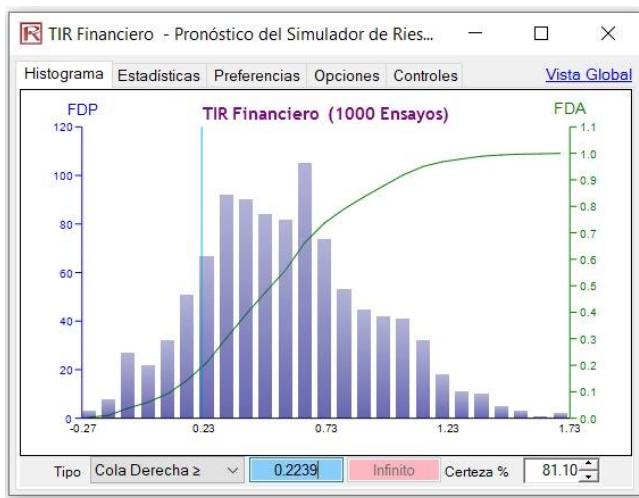 TIR Financiero - Pronóstico del Simulador de Ries...
Histograma Estadísticas Preferencias Opciones Controles Vista Global
FDP TIR Financiero (1000 Ensayos) FDA
120 1.1
1.0
100 0.9
0.8
80 0.7
0.6
60 0.5
40 0.4
0.3
20 0.2
0.1
0 0.0
-0.27 0.23 0.73 1.23 1.73
Tipo Cola Derecha ≥ 0.2239 Infinito Certeza % 81.10